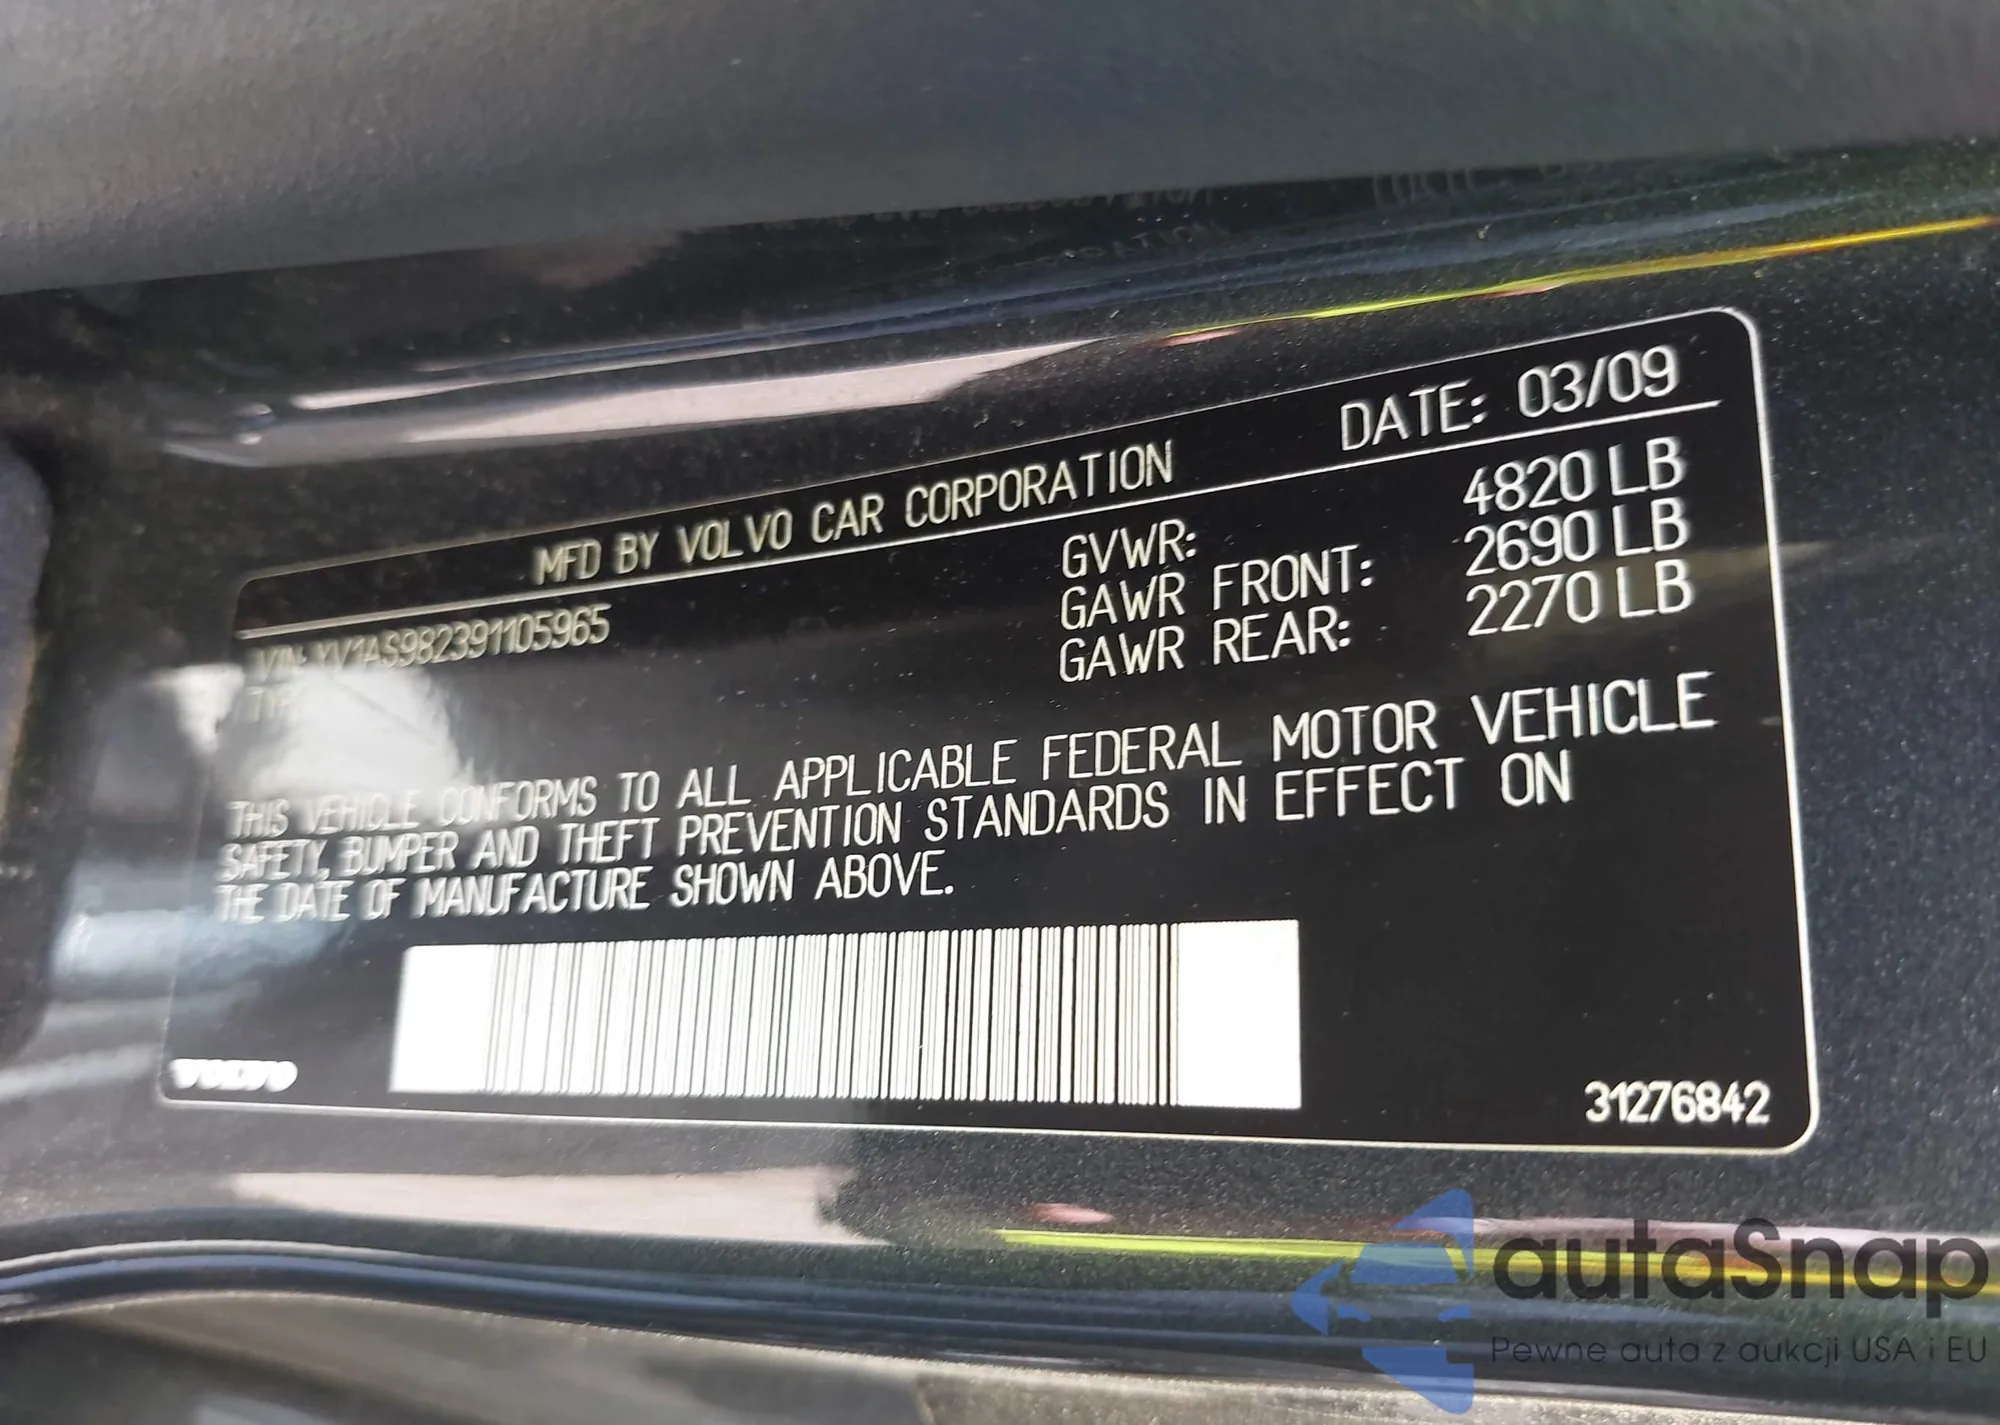 MFD BY VOLVO CAR CORPORATION DATE: 03/09
VIN: YV1AS982391105965
GVWR: 4820 LB
GAWR FRONT: 2690 LB
GAWR REAR: 2270 LB
THIS VEHICLE CONFORMS TO ALL APPLICABLE FEDERAL MOTOR VEHICLE
SAFETY, BUMPER AND THEFT PREVENTION STANDARDS IN EFFECT ON
THE DATE OF MANUFACTURE SHOWN ABOVE.
VOLVO
31276842
autaSnap
Pewne auta z aukcji USA i EU